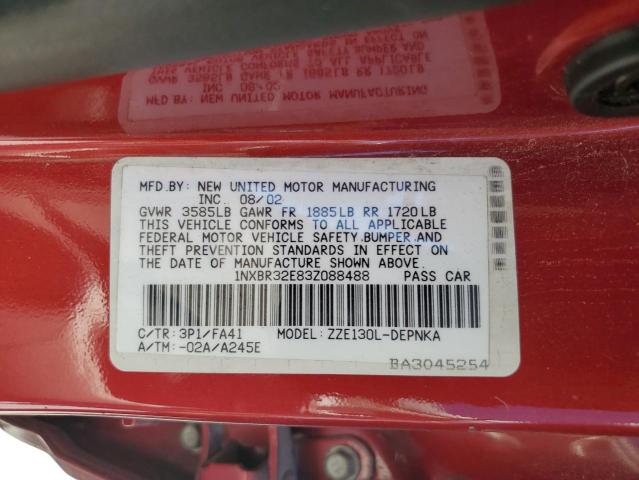 MFD.BY: NEW UNITED MOTOR MANUFACTURING
INC. 08/02
GVWR 3585LB GAWR FR 1885LB RR 1720LB
THIS VEHICLE CONFORMS TO ALL APPLICABLE
FEDERAL MOTOR VEHICLE SAFETY, BUMPER AND
THEFT PREVENTION STANDARDS IN EFFECT ON
THE DATE OF MANUFACTURE SHOWN ABOVE.
1NXBR32E83Z088488 PASS CAR
C/TR: 3P1/FA41 MODEL: ZZE130L-DEPNKA
A/TM: -02A/A245E
BA3045254